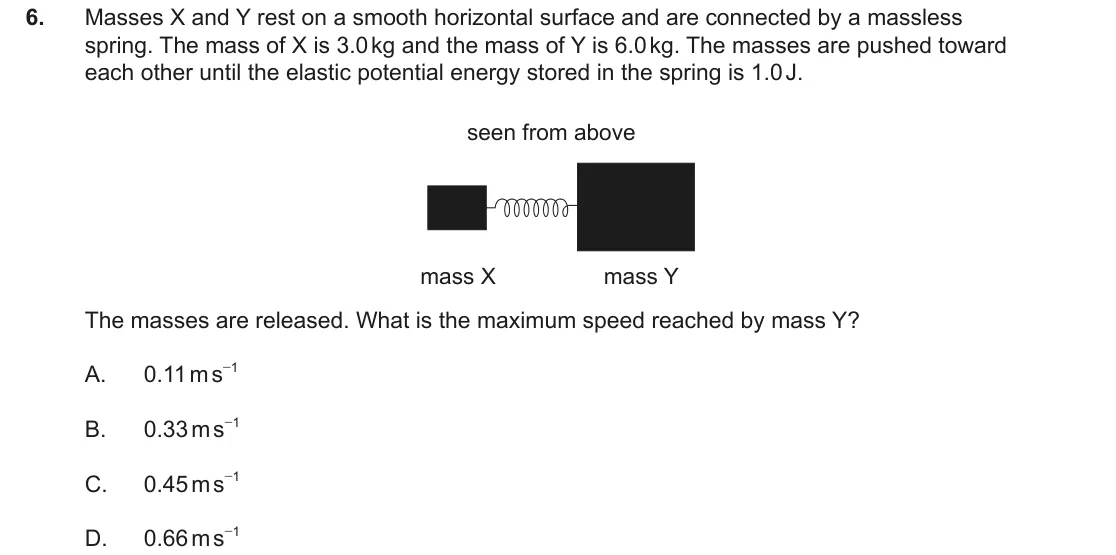 6. Masses X and Y rest on a smooth horizontal surface and are connected by a massless
spring. The mass of X is 3.0 kg and the mass of Y is 6.0 kg. The masses are pushed toward
each other until the elastic potential energy stored in the spring is 1.0 J.
seen from above
mass X mass Y
The masses are released. What is the maximum speed reached by mass Y?
A. 0.11 m s⁻¹
B. 0.33 m s⁻¹
C. 0.45 m s⁻¹
D. 0.66 m s⁻¹